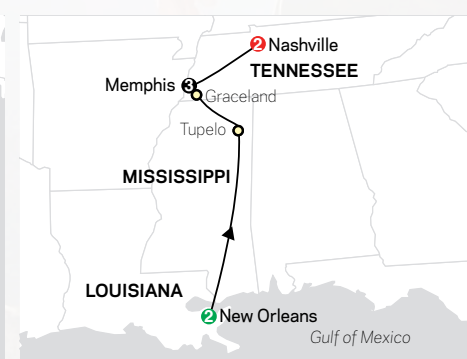 2 Nashville
TENNESSEE
Memphis 3
Graceland
Tupelo
MISSISSIPPI
LOUISIANA
2 New Orleans
Gulf of Mexico